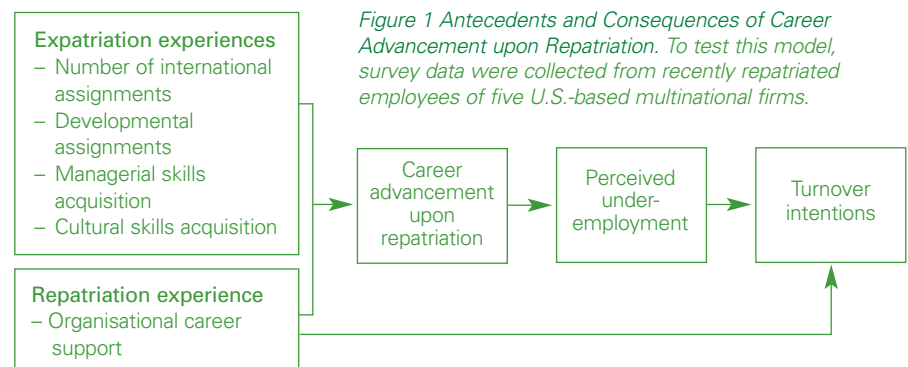 Figure 1 Antecedents and Consequences of Career
Advancement upon Repatriation. To test this model,
survey data were collected from recently repatriated
employees of five U.S.-based multinational firms.
Expatriation experiences
– Number of international
assignments
– Developmental
assignments
– Managerial skills
acquisition
– Cultural skills acquisition
Repatriation experience
– Organisational career
support
Career
advancement
upon
repatriation
Perceived
under-
employment
Turnover
intentions